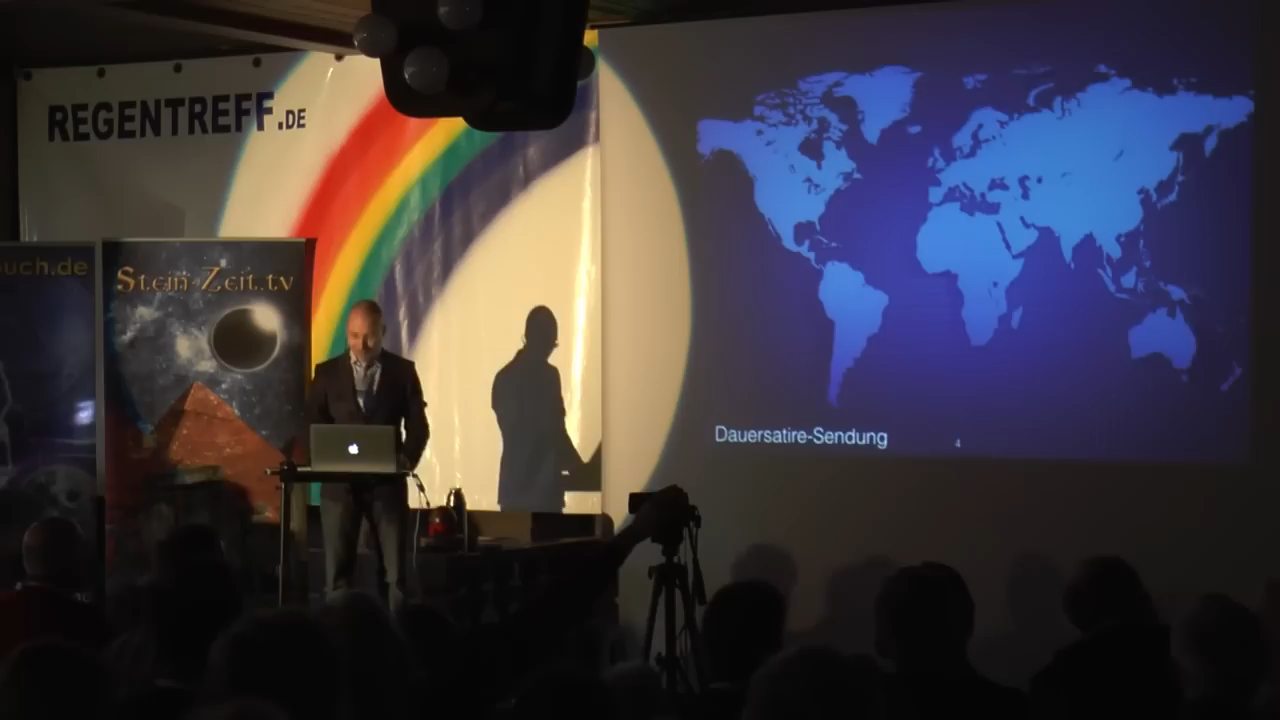 REGENTREFF.DE
uch.de
Stein-Zeit.tv
Dauersatire-Sendung
4